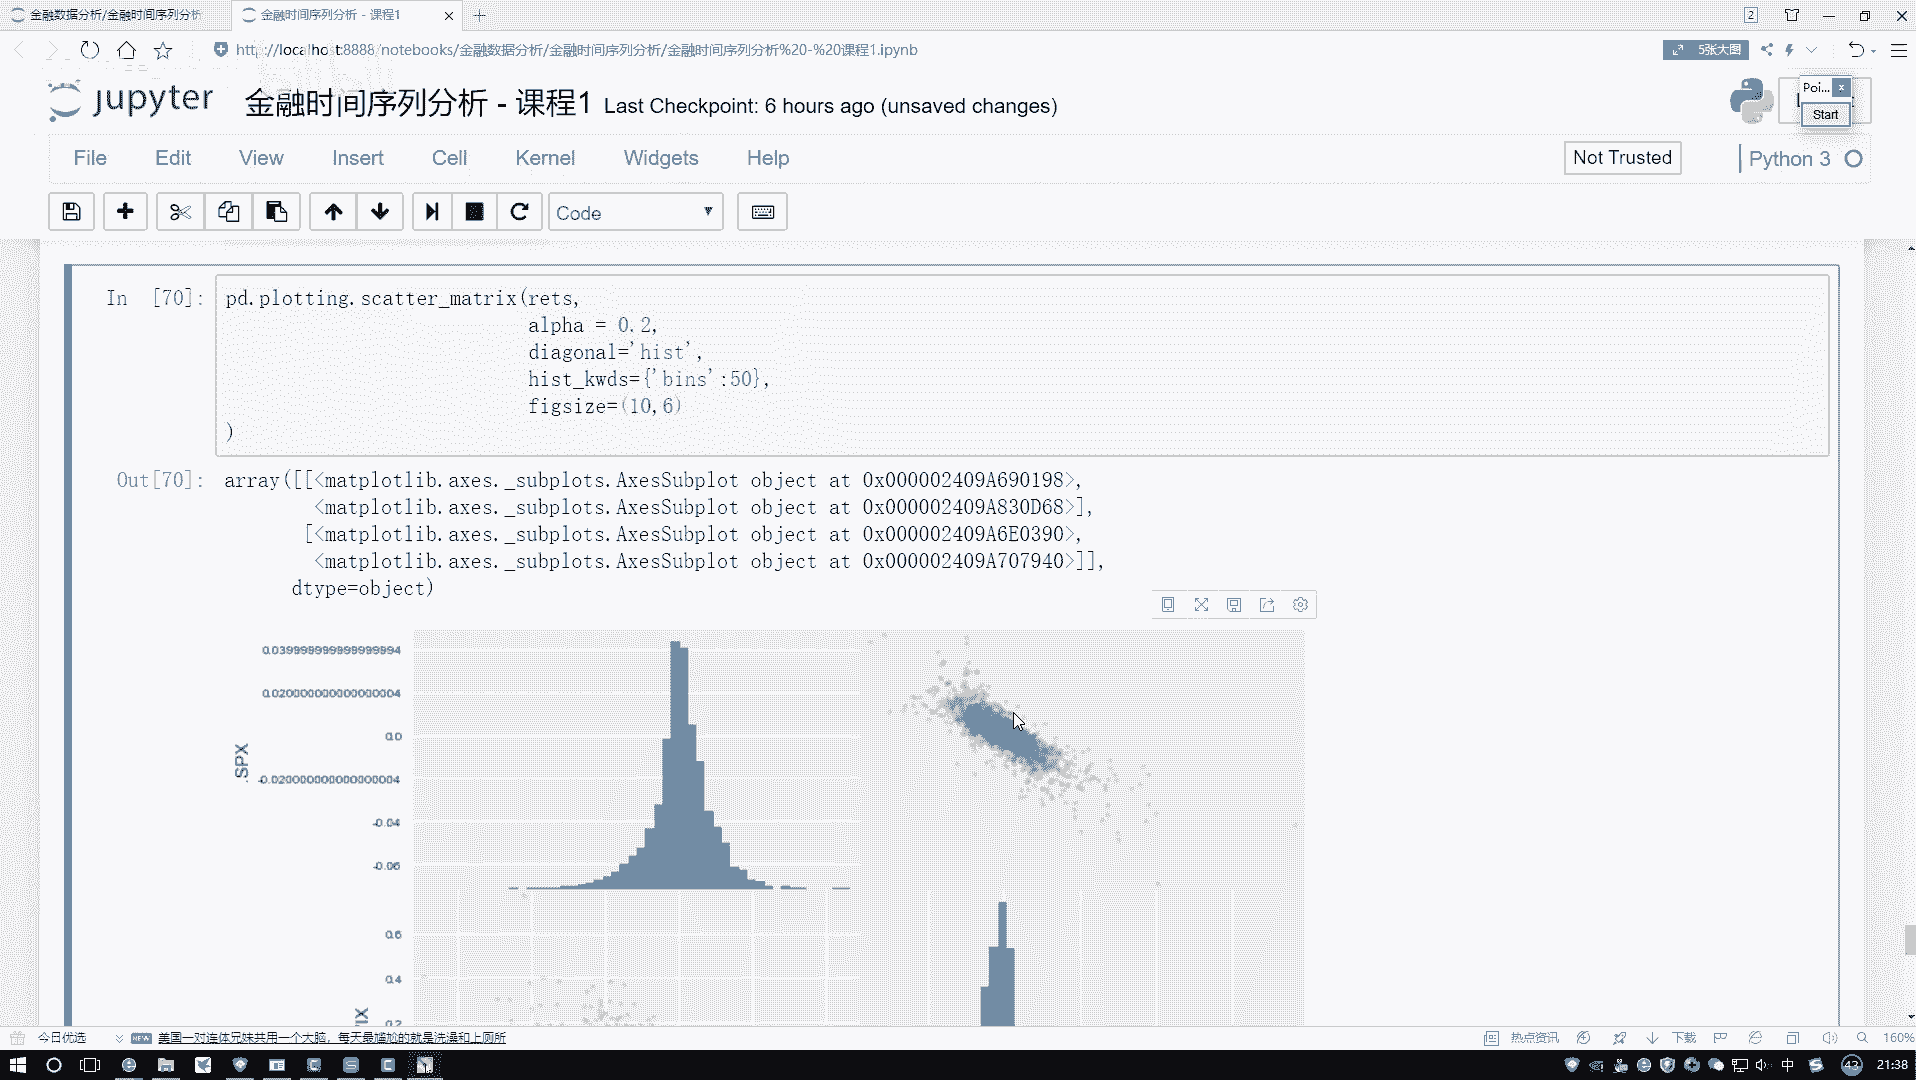 金融数据分析/金融时间序列分析
金融时间序列分析 - 课程1
2
http://localhost:8888/notebooks/金融数据分析/金融时间序列分析/金融时间序列分析%20-%20课程1.ipynb
5张大图
jupyter
金融时间序列分析 - 课程1 Last Checkpoint: 6 hours ago (unsaved changes)
Poi...
Start
File Edit View Insert Cell Kernel Widgets Help
Not Trusted
Python 3
Code
In [70]: pd.plotting.scatter_matrix(rets,
alpha = 0.2,
diagonal='hist',
hist_kwds={'bins':50},
figsize=(10,6)
)
Out[70]: array([[<matplotlib.axes._subplots.AxesSubplot object at 0x000002409A690198>,
<matplotlib.axes._subplots.AxesSubplot object at 0x000002409A830D68>],
[<matplotlib.axes._subplots.AxesSubplot object at 0x000002409A6E0390>,
<matplotlib.axes._subplots.AxesSubplot object at 0x000002409A707940>]],
dtype=object)
0.039999999999999994
0.020000000000000004
0.0
.SPX
-0.020000000000000004
-0.04
-0.06
0.6
0.4
0.2
今日优选
NEW
美国一对连体兄妹共用一个大脑，每天最尴尬的就是洗澡和上厕所
热点资讯
下载
160%
中
43
21:38